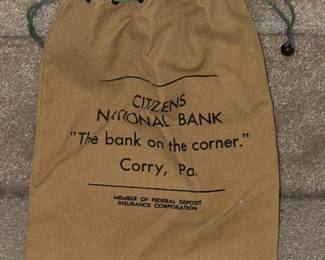 CITIZENS
NATIONAL BANK
"The bank on the corner."
Corry, Pa.
MEMBER OF FEDERAL DEPOSIT
INSURANCE CORPORATION